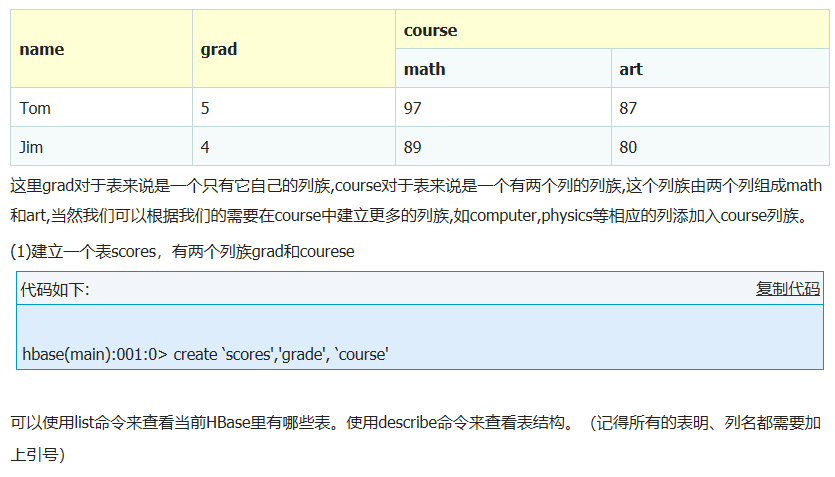 name grad course
math art
Tom 5 97 87
Jim 4 89 80
这里grad对于表来说是一个只有它自己的列族,course对于表来说是一个有两个列的列族,这个列族由两个列组成math
和art,当然我们可以根据我们的需要在course中建立更多的列族,如computer,physics等相应的列添加入course列族。
(1)建立一个表scores，有两个列族grad和courese
代码如下: 复制代码
hbase(main):001:0> create `scores','grade', `course'
可以使用list命令来查看当前HBase里有哪些表。使用describe命令来查看表结构。（记得所有的表明、列名都需要加
上引号）